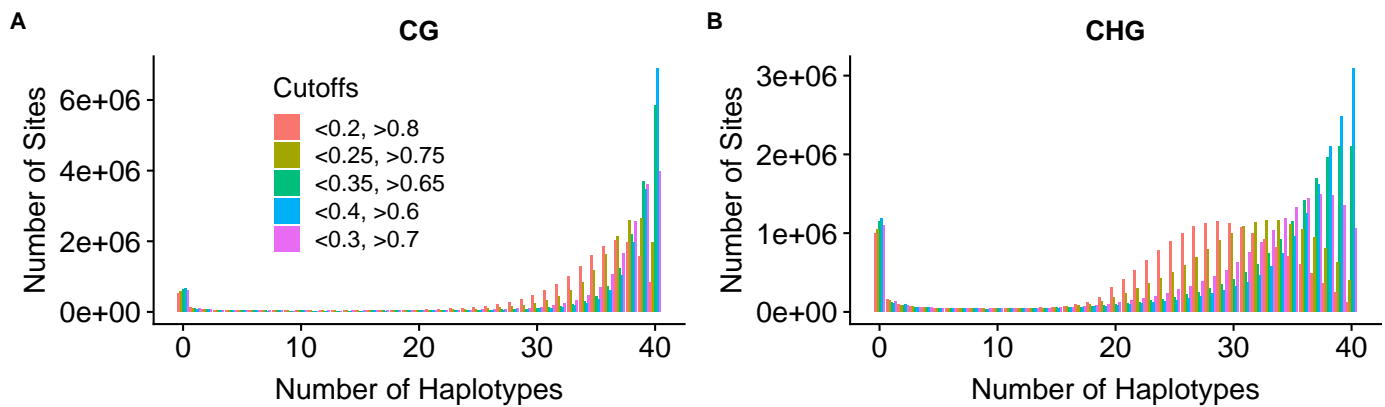 A
CG
Number of Sites
6e+06
4e+06
2e+06
0e+00
Cutoffs
<0.2, >0.8
<0.25, >0.75
<0.35, >0.65
<0.4, >0.6
<0.3, >0.7
0
10
20
30
40
Number of Haplotypes
B
CHG
Number of Sites
3e+06
2e+06
1e+06
0e+00
0
10
20
30
40
Number of Haplotypes